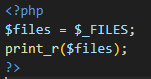 <?php
$files = $_FILES;
print_r($files);
?>